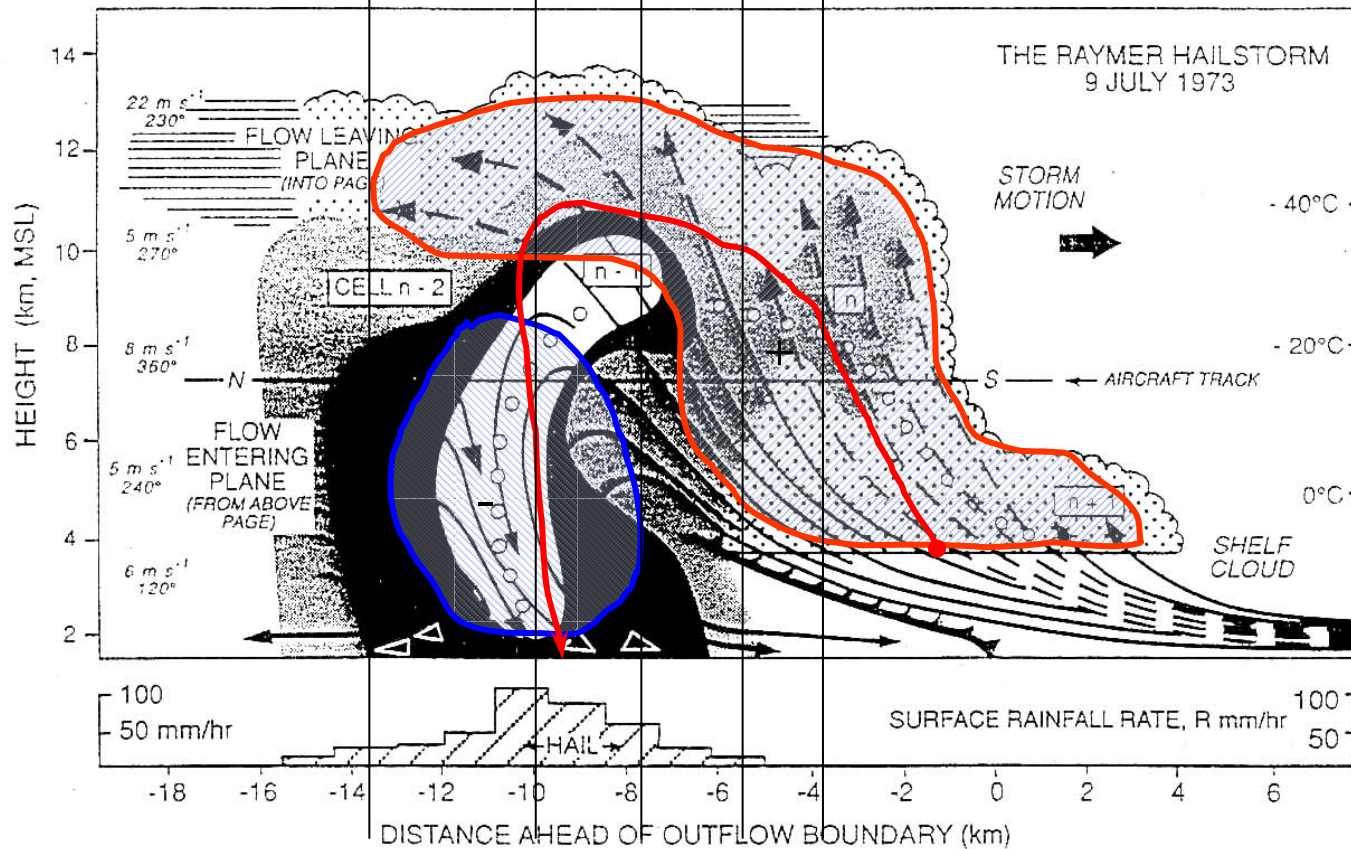 THE RAYMER HAILSTORM
9 JULY 1973
HEIGHT (km, MSL)
14
12
10
8
6
4
2
22 m s⁻¹
230°
FLOW LEAVING
PLANE
(INTO PAGE)
5 m s⁻¹
270°
8 m s⁻¹
360°
5 m s⁻¹
240°
6 m s⁻¹
120°
CELL n - 2
n - 1
n
n + 1
+
-
N
S
AIRCRAFT TRACK
FLOW
ENTERING
PLANE
(FROM ABOVE
PAGE)
STORM
MOTION
- 40°C
- 20°C
0°C
SHELF
CLOUD
100
50 mm/hr
HAIL
SURFACE RAINFALL RATE, R mm/hr
100
50
-18
-16
-14
-12
-10
-8
-6
-4
-2
0
2
4
6
DISTANCE AHEAD OF OUTFLOW BOUNDARY (km)